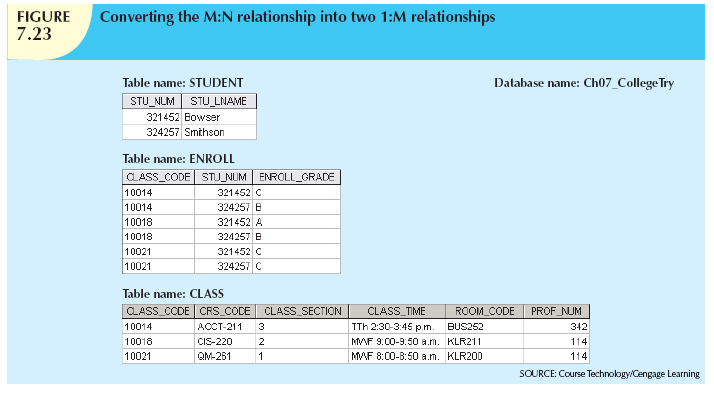 FIGURE 7.23
Converting the M:N relationship into two 1:M relationships
Table name: STUDENT
Database name: Ch07_CollegeTry
STU_NUM STU_LNAME
321452 Bowser
324257 Smithson
Table name: ENROLL
CLASS_CODE STU_NUM ENROLL_GRADE
10014 321452 C
10014 324257 B
10018 321452 A
10018 324257 B
10021 321452 C
10021 324257 C
Table name: CLASS
CLASS_CODE CRS_CODE CLASS_SECTION CLASS_TIME ROOM_CODE PROF_NUM
10014 ACCT-211 3 TTh 2:30-3:45 p.m. BUS252 342
10018 CIS-220 2 MWF 9:00-9:50 a.m. KLR211 114
10021 QM-261 1 MWF 8:00-8:50 a.m. KLR200 114
SOURCE: Course Technology/Cengage Learning